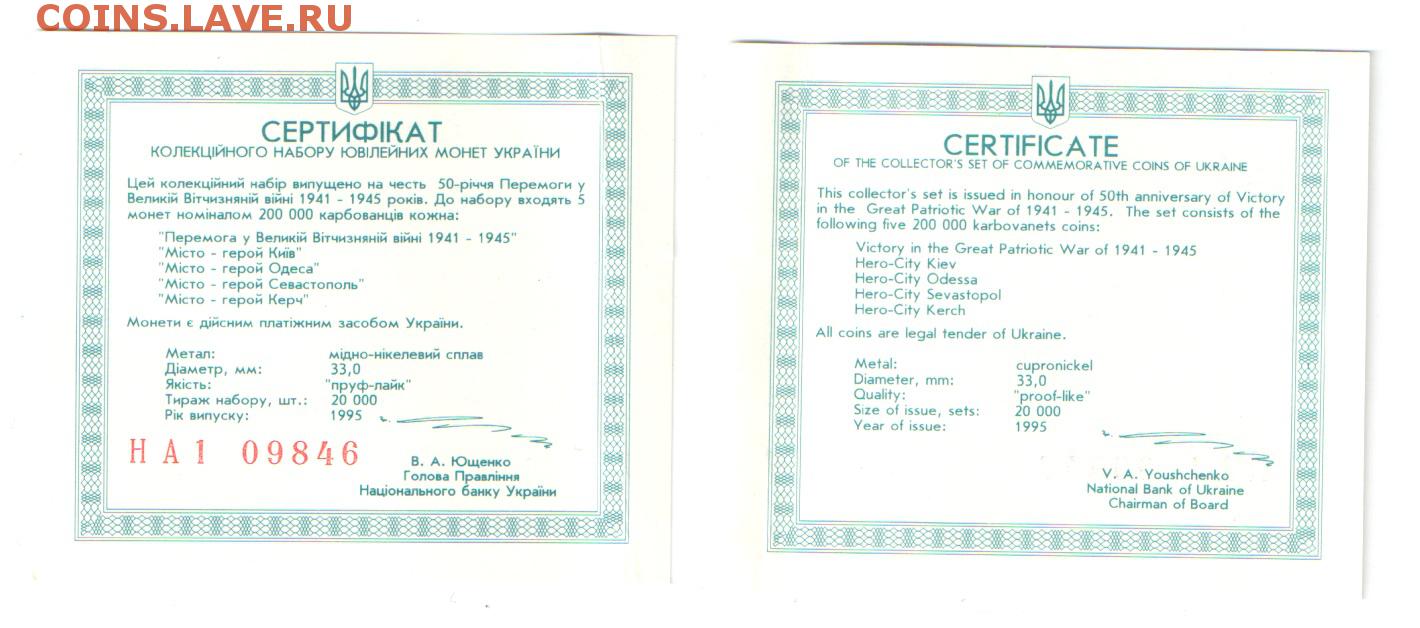 COINS.LAVE.RU
СЕРТИФІКАТ
КОЛЕКЦІЙНОГО НАБОРУ ЮВІЛЕЙНИХ МОНЕТ УКРАЇНИ
Цей колекційний набір випущено на честь 50-річчя Перемоги у
Великій Вітчизняній війні 1941 - 1945 років. До набору входять 5
монет номіналом 200 000 карбованців кожна:
"Перемога у Великій Вітчизняній війні 1941 - 1945"
"Місто - герой Київ"
"Місто - герой Одеса"
"Місто - герой Севастополь"
"Місто - герой Керч"
Монети є дійсним платіжним засобом України.
Метал: мідно-нікелевий сплав
Діаметр, мм: 33,0
Якість: "пруф-лайк"
Тираж набору, шт.: 20 000
Рік випуску: 1995
НА1 09846
В. А. Ющенко
Голова Правління
Національного банку України
CERTIFICATE
OF THE COLLECTOR'S SET OF COMMEMORATIVE COINS OF UKRAINE
This collector's set is issued in honour of 50th anniversary of Victory
in the Great Patriotic War of 1941 - 1945. The set consists of the
following five 200 000 karbovanets coins:
Victory in the Great Patriotic War of 1941 - 1945
Hero-City Kiev
Hero-City Odessa
Hero-City Sevastopol
Hero-City Kerch
All coins are legal tender of Ukraine.
Metal: cupronickel
Diameter, mm: 33,0
Quality: "proof-like"
Size of issue, sets: 20 000
Year of issue: 1995
V. A. Youshchenko
National Bank of Ukraine
Chairman of Board